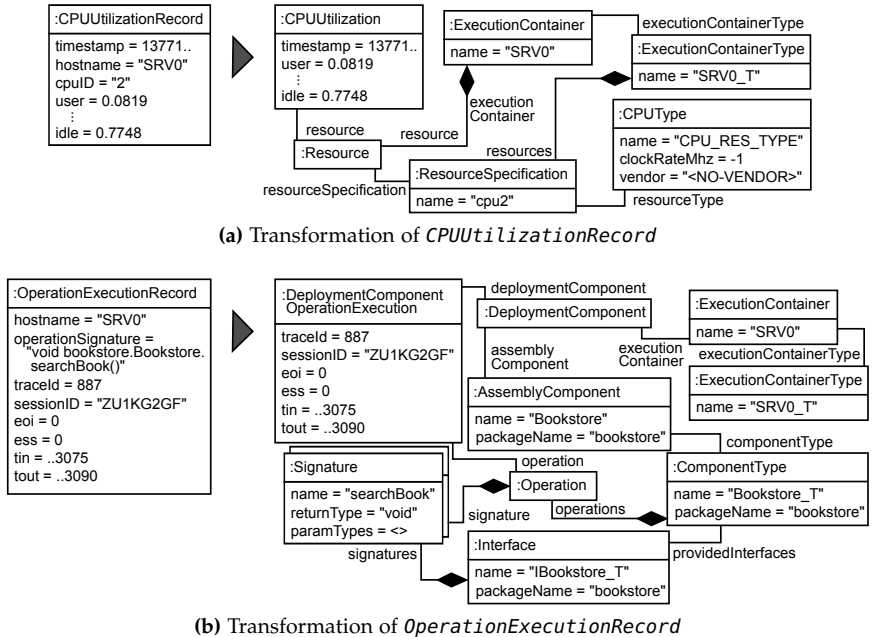 :CPUUtilizationRecord
timestamp = 13771..
hostname = "SRV0"
cpuID = "2"
user = 0.0819
⋮
idle = 0.7748
:CPUUtilization
timestamp = 13771..
user = 0.0819
⋮
idle = 0.7748
:ExecutionContainer
name = "SRV0"
executionContainerType
:ExecutionContainerType
name = "SRV0_T"
execution
Container
resource
resource
:Resource
resources
resourceSpecification
:ResourceSpecification
name = "cpu2"
:CPUType
name = "CPU_RES_TYPE"
clockRateMhz = -1
vendor = "<NO-VENDOR>"
resourceType
(a) Transformation of CPUUtilizationRecord
:OperationExecutionRecord
hostname = "SRV0"
operationSignature =
"void bookstore.Bookstore.
searchBook()"
traceId = 887
sessionID = "ZU1KG2GF"
eoi = 0
ess = 0
tin = ..3075
tout = ..3090
:DeploymentComponent
OperationExecution
traceId = 887
sessionID = "ZU1KG2GF"
eoi = 0
ess = 0
tin = ..3075
tout = ..3090
deploymentComponent
:DeploymentComponent
assembly
Component
execution
Container
:ExecutionContainer
name = "SRV0"
executionContainerType
:ExecutionContainerType
name = "SRV0_T"
:AssemblyComponent
name = "Bookstore"
packageName = "bookstore"
componentType
:Signature
name = "searchBook"
returnType = "void"
paramTypes = <>
operation
:Operation
signature
operations
:ComponentType
name = "Bookstore_T"
packageName = "bookstore"
signatures
:Interface
name = "IBookstore_T"
packageName = "bookstore"
providedInterfaces
(b) Transformation of OperationExecutionRecord